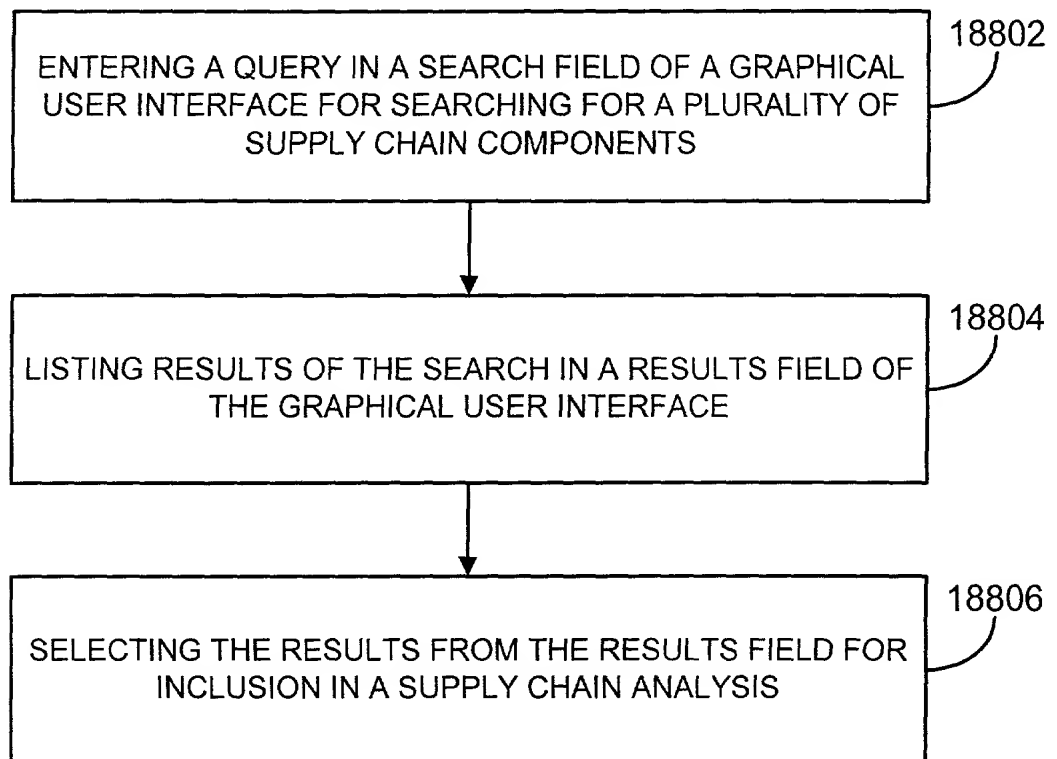 18802
ENTERING A QUERY IN A SEARCH FIELD OF A GRAPHICAL
USER INTERFACE FOR SEARCHING FOR A PLURALITY OF
SUPPLY CHAIN COMPONENTS
18804
LISTING RESULTS OF THE SEARCH IN A RESULTS FIELD OF
THE GRAPHICAL USER INTERFACE
18806
SELECTING THE RESULTS FROM THE RESULTS FIELD FOR
INCLUSION IN A SUPPLY CHAIN ANALYSIS